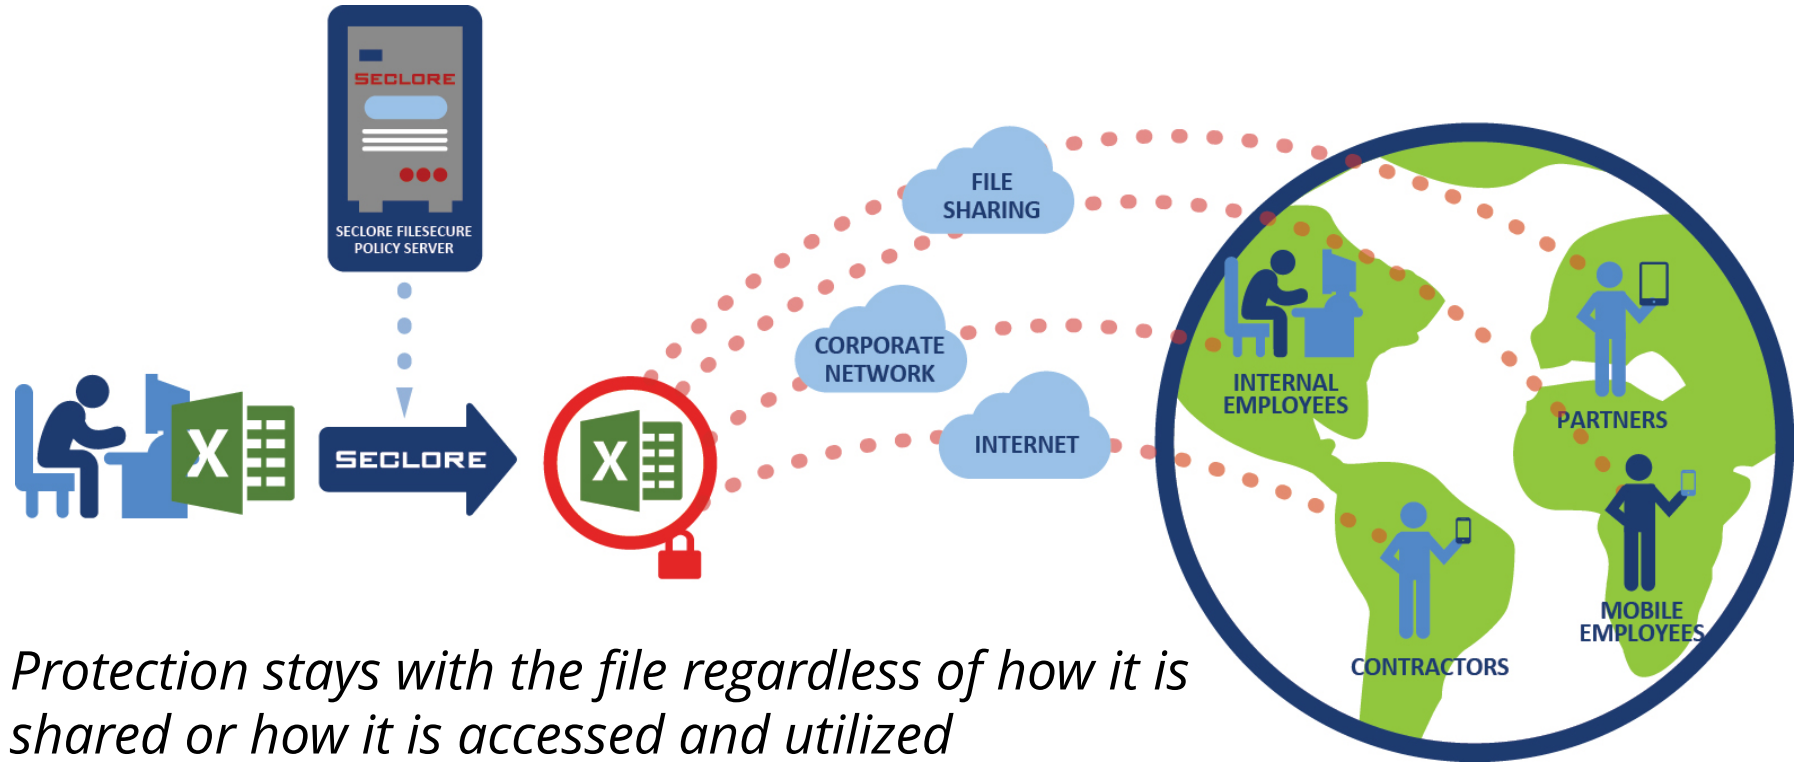 SECLORE
SECLORE FILESECURE
POLICY SERVER
X
SECLORE
X
FILE
SHARING
CORPORATE
NETWORK
INTERNET
INTERNAL
EMPLOYEES
PARTNERS
MOBILE
EMPLOYEES
CONTRACTORS
Protection stays with the file regardless of how it is
shared or how it is accessed and utilized